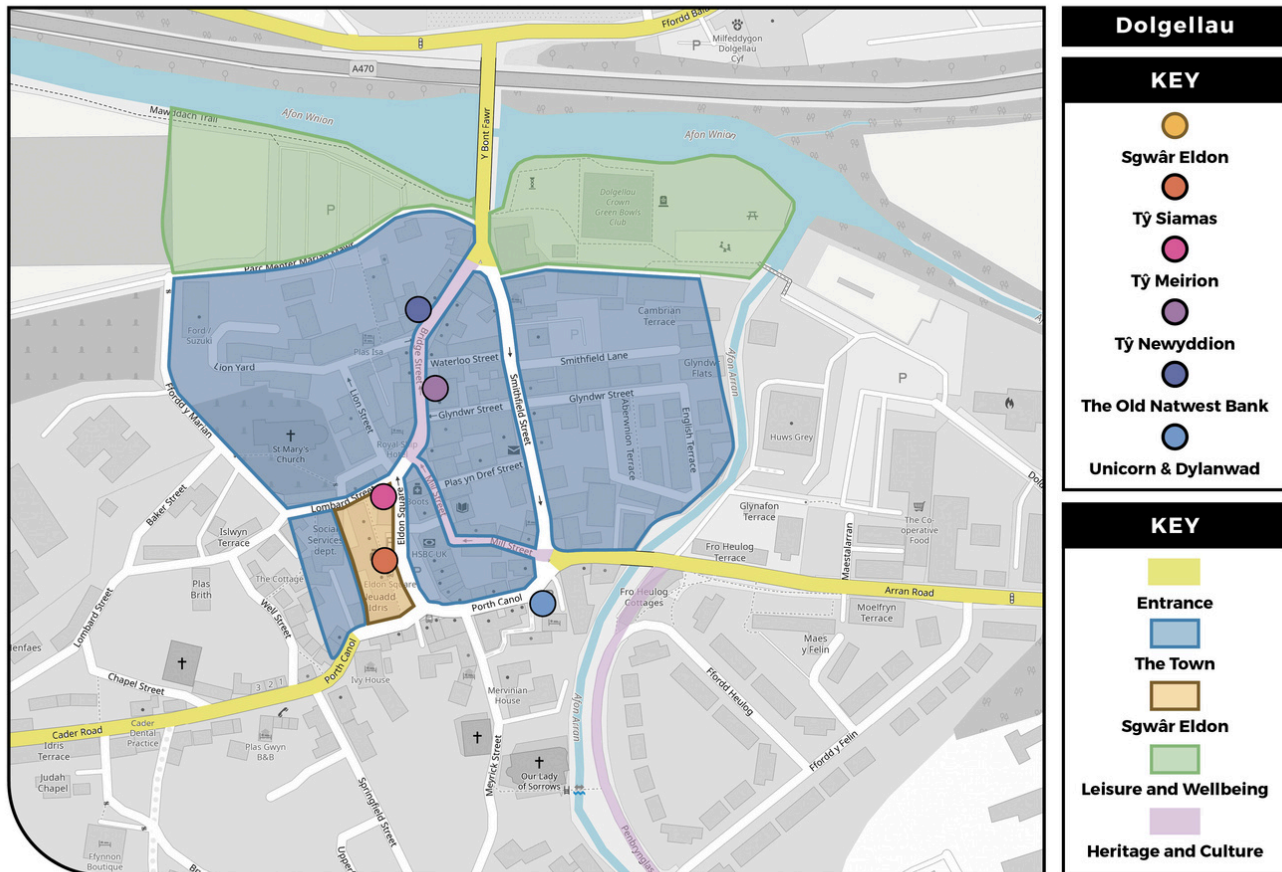 Ffordd Bala
Milfeddygon
Dolgellau
Cyf
P
A470
Mawddach Trail
Afon Wnion
Y Bont Fawr
Afon Wnion
P
Dolgellau
Crown
Green Bowls
Club
Parc Menter Marian Mawr
Ford /
Suzuki
Plas Isa
Lion Yard
Lion Street
Bridge Street
Waterloo Street
Smithfield Street
P
Cambrian
Terrace
Smithfield Lane
Glyndwr
Flats
Glyndwr Street
Glyndwr Street
Aberwnion Terrace
English Terrace
Afon Arran
P
Huws Grey
Ffordd y Marian
St Mary's
Church
Royal Ship
Hotel
Plas yn Dref Street
Mill Street
Boots
Lombard Street
Eldon Square
Baker Street
Islwyn
Terrace
Social
Services
dept.
P
HSBC UK
P
Mill Street
Glynafon
Terrace
The Co-
operative
Food
Maestalarran
Fro Heulog
Terrace
Plas
Brith
The Cottage
Eldon Square
Neuadd
Idris
Porth Canol
Fro Heulog
Cottages
Arran Road
Moelfryn
Terrace
Lombard Street
Well Street
Porth Canol
Maes
y Felin
Chapel Street
3 2 1
Ivy House
Mervinian
House
Afon Arran
Ffordd Heulog
Cader Road
Idris
Terrace
Cader
Dental
Practice
Plas Gwyn
B&B
Meyrick Street
Our Lady
of Sorrows
Ffordd y Felin
Judah
Chapel
Springfield Street
Penbrynglas
Ffynnon
Boutique
Dolgellau
KEY
Sgwâr Eldon
Tŷ Siamas
Tŷ Meirion
Tŷ Newyddion
The Old Natwest Bank
Unicorn & Dylanwad
KEY
Entrance
The Town
Sgwâr Eldon
Leisure and Wellbeing
Heritage and Culture